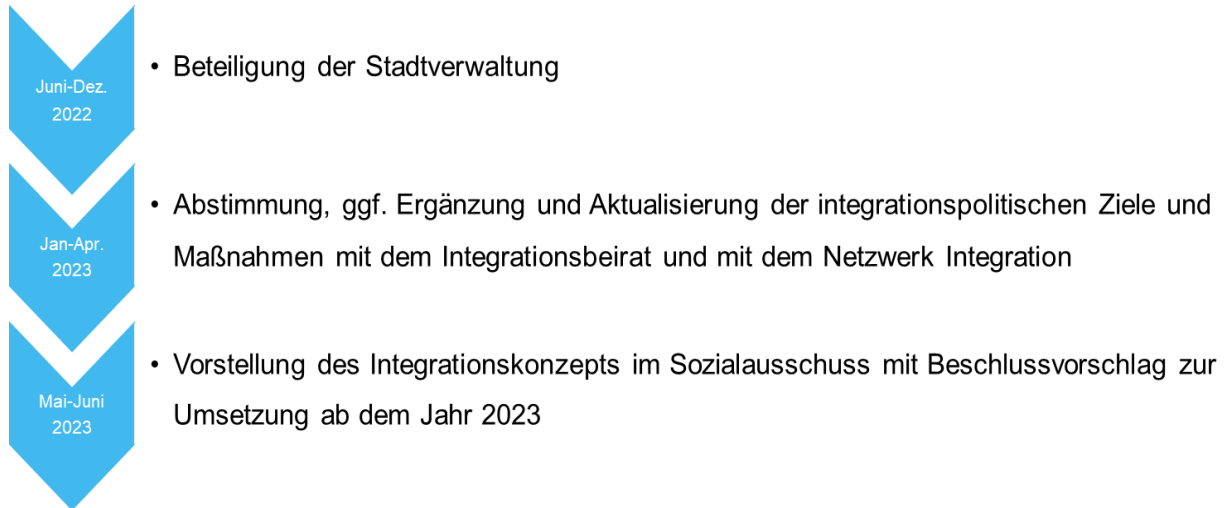 Juni-Dez.
2022
• Beteiligung der Stadtverwaltung
Jan-Apr.
2023
• Abstimmung, ggf. Ergänzung und Aktualisierung der integrationspolitischen Ziele und
Maßnahmen mit dem Integrationsbeirat und mit dem Netzwerk Integration
Mai-Juni
2023
• Vorstellung des Integrationskonzepts im Sozialausschuss mit Beschlussvorschlag zur
Umsetzung ab dem Jahr 2023